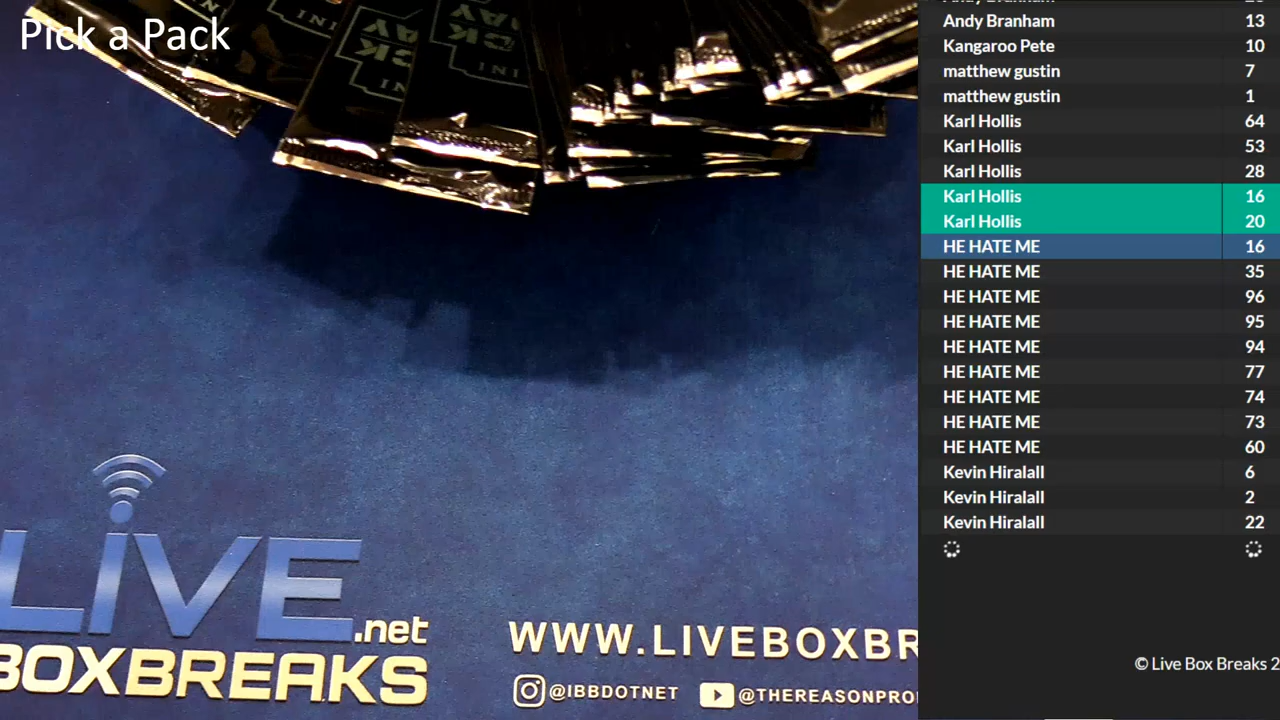 Pick a Pack
Andy Branham 13
Kangaroo Pete 10
matthew gustin 7
matthew gustin 1
Karl Hollis 64
Karl Hollis 53
Karl Hollis 28
Karl Hollis 16
Karl Hollis 20
HE HATE ME 16
HE HATE ME 35
HE HATE ME 96
HE HATE ME 95
HE HATE ME 94
HE HATE ME 77
HE HATE ME 74
HE HATE ME 73
HE HATE ME 60
Kevin Hiralall 6
Kevin Hiralall 2
Kevin Hiralall 22
© Live Box Breaks 2
INI
INI
LIVE
.net
BOXBREAKS
WWW.LIVEBOXBR
@IBBDOTNET
@THEREASONPRO